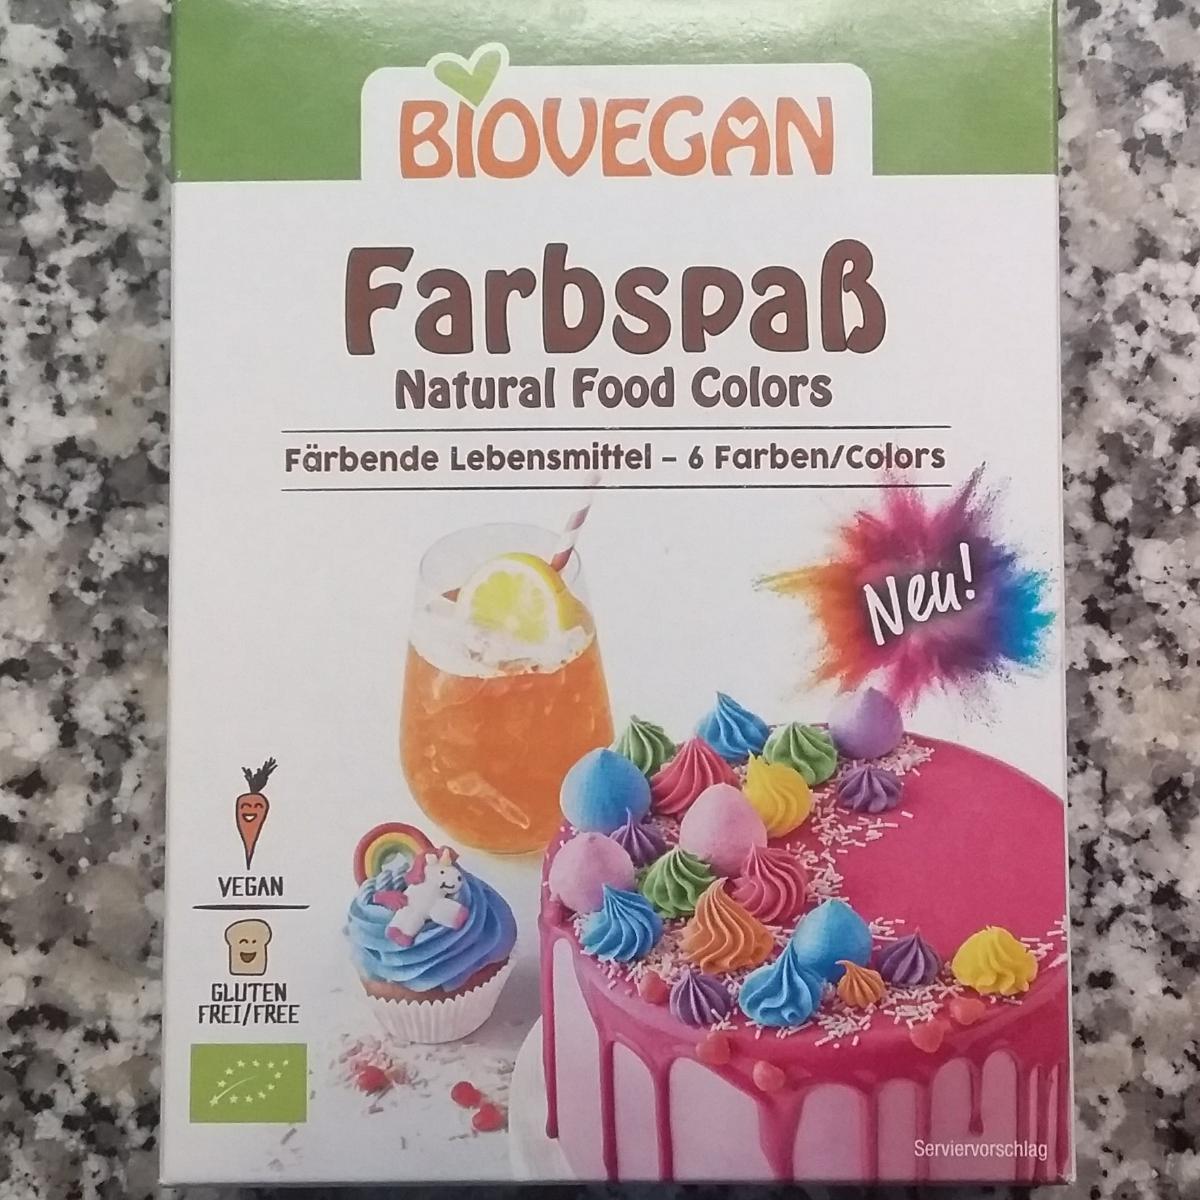 BIOVEGAN
Farbspaß
Natural Food Colors
Färbende Lebensmittel – 6 Farben/Colors
Neu!
VEGAN
GLUTEN
FREI/FREE
Serviervorschlag